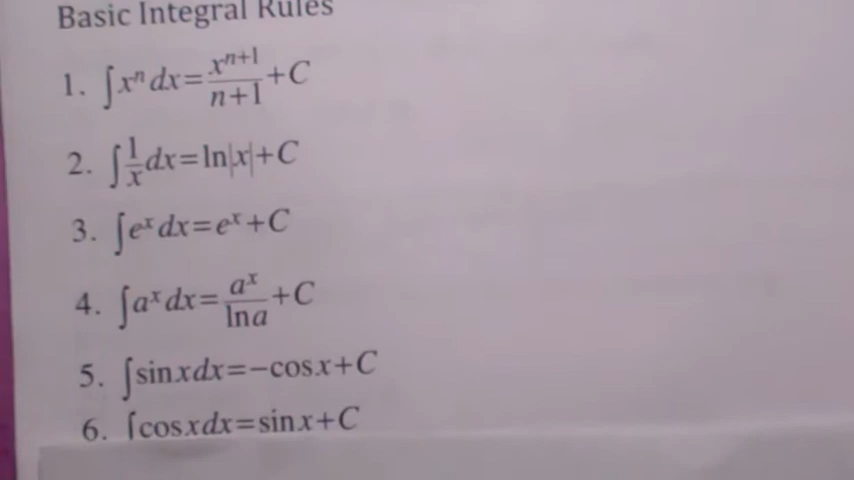 Basic Integral Rules
1. ∫xⁿ dx = xⁿ⁺¹/(n+1) + C
2. ∫1/x dx = ln|x| + C
3. ∫eˣ dx = eˣ + C
4. ∫aˣ dx = aˣ/ln a + C
5. ∫sin x dx = −cos x + C
6. ∫cos x dx = sin x + C